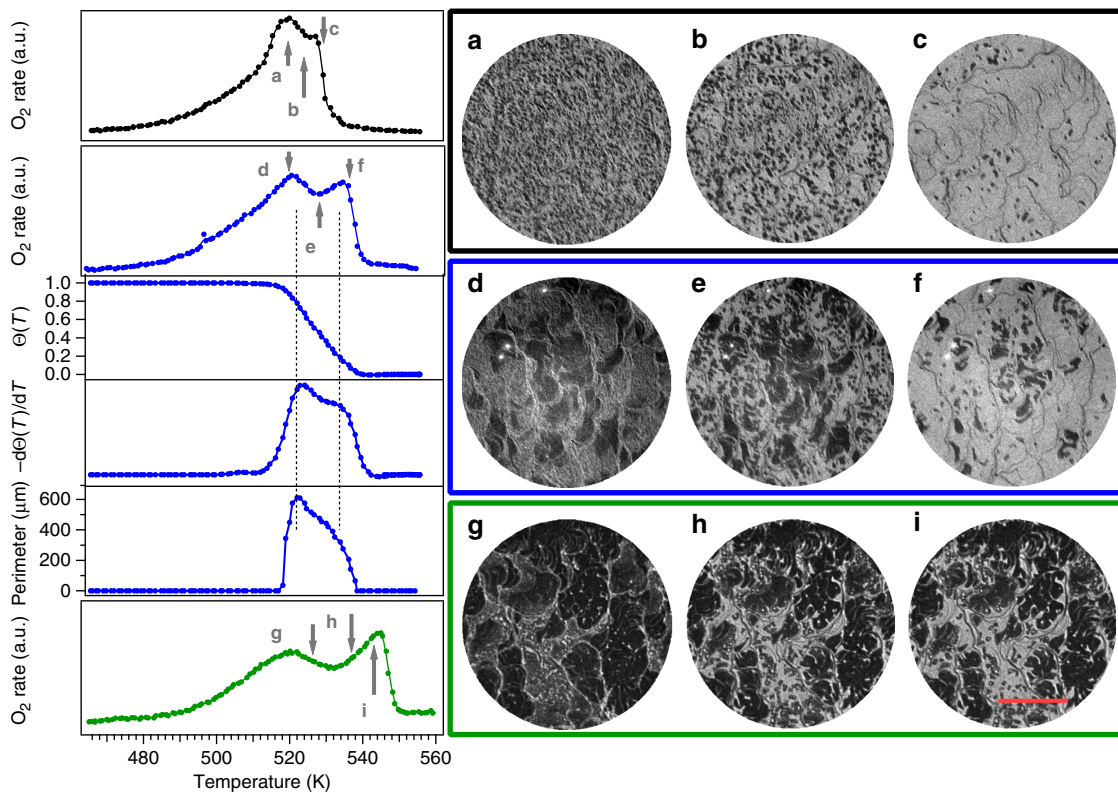 O2 rate (a.u.)
a
b
c
O2 rate (a.u.)
d
e
f
Θ(T)
1.0
0.8
0.6
0.4
0.2
0.0
−dΘ(T)/dT
Perimeter (μm)
600
400
200
0
O2 rate (a.u.)
g
h
i
480
500
520
540
560
Temperature (K)
a
b
c
d
e
f
g
h
i